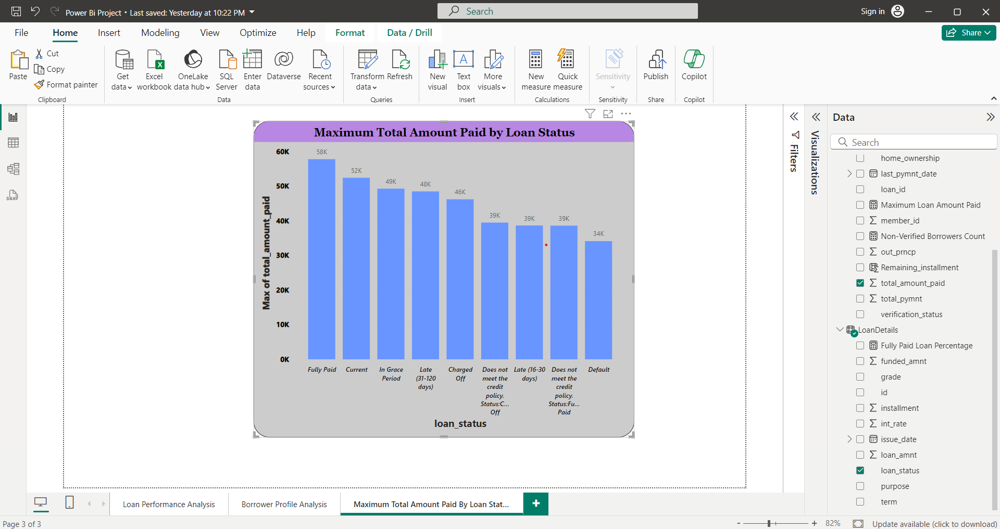 Power Bi Project • Last saved: Yesterday at 10:22 PM
Search
Sign in
File
Home
Insert
Modeling
View
Optimize
Help
Format
Data / Drill
Share
Paste
Cut
Copy
Format painter
Clipboard
Get data
Excel workbook
OneLake data hub
SQL Server
Enter data
Dataverse
Recent sources
Data
Transform data
Refresh
Queries
New visual
Text box
More visuals
Insert
New measure
Quick measure
Calculations
Sensitivity
Sensitivity
Publish
Share
Copilot
Copilot
DAX
Maximum Total Amount Paid by Loan Status
Max of total_amount_paid
60K
50K
40K
30K
20K
10K
0K
58K
52K
49K
48K
46K
39K
39K
39K
34K
Fully Paid
Current
In Grace Period
Late (31-120 days)
Charged Off
Does not meet the credit policy. Status:C... Off
Late (16-30 days)
Does not meet the credit policy. Status:Fu... Paid
Default
loan_status
Filters
Visualizations
Data
Search
home_ownership
last_pymnt_date
loan_id
Maximum Loan Amount Paid
member_id
Non-Verified Borrowers Count
out_prncp
Remaining_installment
total_amount_paid
total_pymnt
verification_status
LoanDetails
Fully Paid Loan Percentage
funded_amnt
grade
id
installment
int_rate
issue_date
loan_amnt
loan_status
purpose
term
Loan Performance Analysis
Borrower Profile Analysis
Maximum Total Amount Paid By Loan Stat...
Page 3 of 3
82%
Update available (click to download)